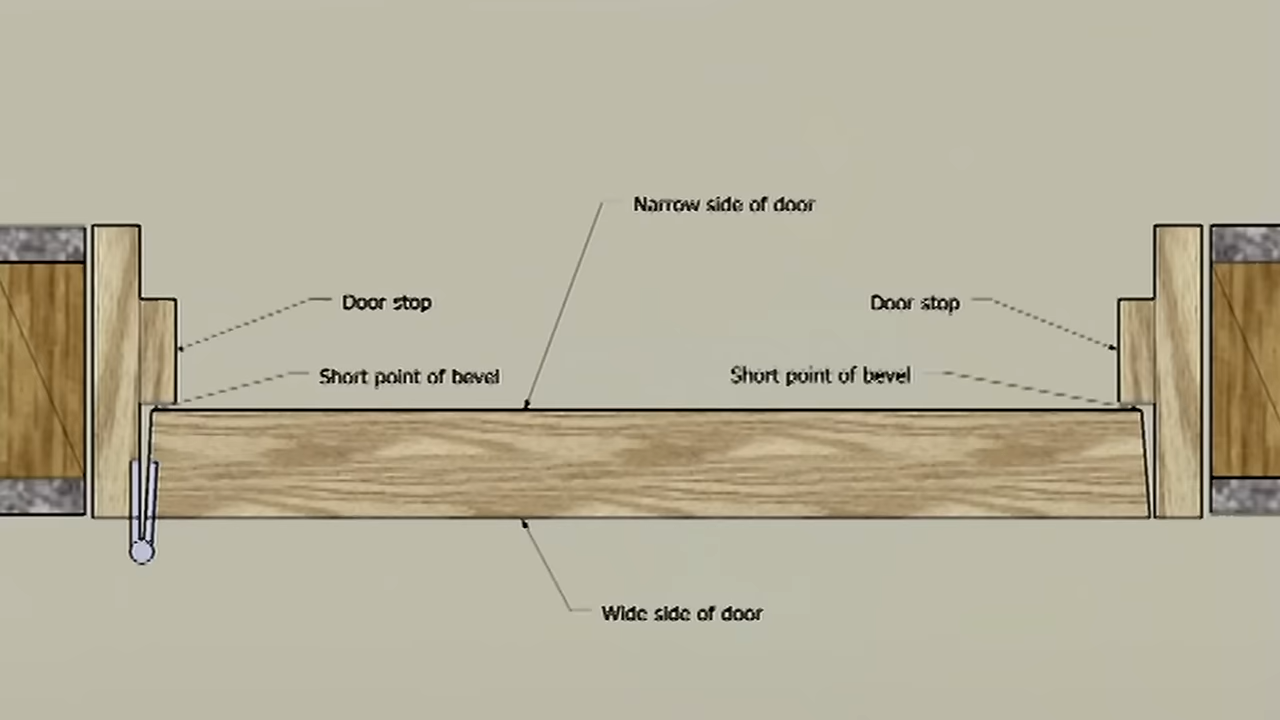 Narrow side of door
Door stop
Door stop
Short point of bevel
Short point of bevel
Wide side of door